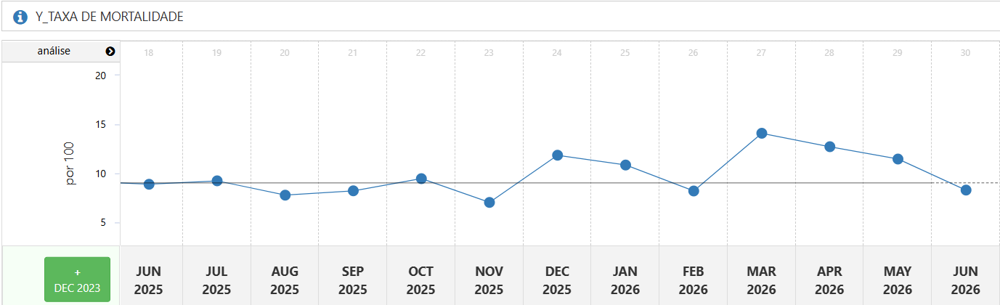 Y_TAXA DE MORTALIDADE
análise
18 19 20 21 22 23 24 25 26 27 28 29 30
20
15
10
5
por 100
+
DEC 2023
JUN JUL AUG SEP OCT NOV DEC JAN FEB MAR APR MAY JUN
2025 2025 2025 2025 2025 2025 2025 2026 2026 2026 2026 2026 2026